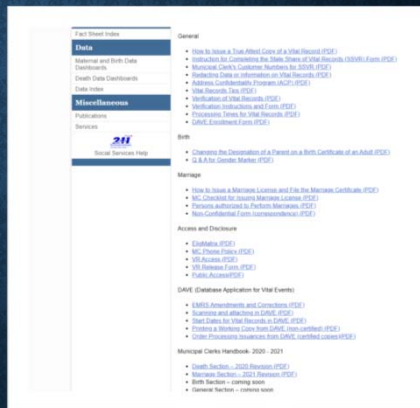 Fact Sheet Index
Data
Maternal and Birth Data
Dashboards
Death Data Dashboards
Data Index
Miscellaneous
Publications
Services
211
Social Services Help
General
How to Issue a True Attest Copy of a Vital Record (PDF)
Instruction for Completing the State Share of Vital Records (SSVR) Form (PDF)
Municipal Clerk's Customer Numbers for SSVR (PDF)
Redacting Data or Information on Vital Records (PDF)
Address Confidentiality Program (ACP) (PDF)
Vital Records Tips (PDF)
Verification of Vital Records (PDF)
Verification Instructions and Form (PDF)
Processing Times for Vital Records (PDF)
DAVE Enrollment Form (PDF)
Birth
Changing the Designation of a Parent on a Birth Certificate of an Adult (PDF)
Q & A for Gender Marker (PDF)
Marriage
How to Issue a Marriage License and File the Marriage Certificate (PDF)
MC Checklist for Issuing Marriage License (PDF)
Persons authorized to Perform Marriages (PDF)
Non-Confidential Form (correspondence) (PDF)
Access and Disclosure
(PDF)
MC Photo Policy (PDF)
VR Access (PDF)
VR Release Form (PDF)
Public Access(PDF)
DAVE (Database Application for Vital Events)
EMRS Amendments and Corrections (PDF)
Scanning and attaching in DAVE (PDF)
Start Dates for Vital Records in DAVE (PDF)
Printing a Working Copy from DAVE (non-certified) (PDF)
Order Processing Issuances from DAVE (certified copies)(PDF)
Municipal Clerks Handbook- 2020 - 2021
Death Section – 2020 Revision (PDF)
Marriage Section – 2021 Revision (PDF)
Birth Section – coming soon
General Section – coming soon